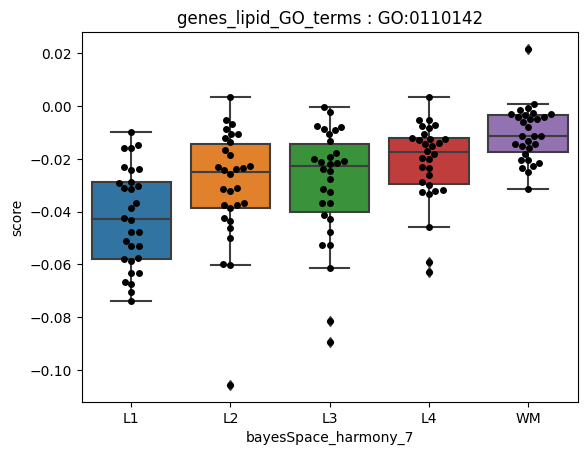 genes_lipid_GO_terms : GO:0110142
0.02
0.00
−0.02
−0.04
−0.06
−0.08
−0.10
score
L1 L2 L3 L4 WM
bayesSpace_harmony_7